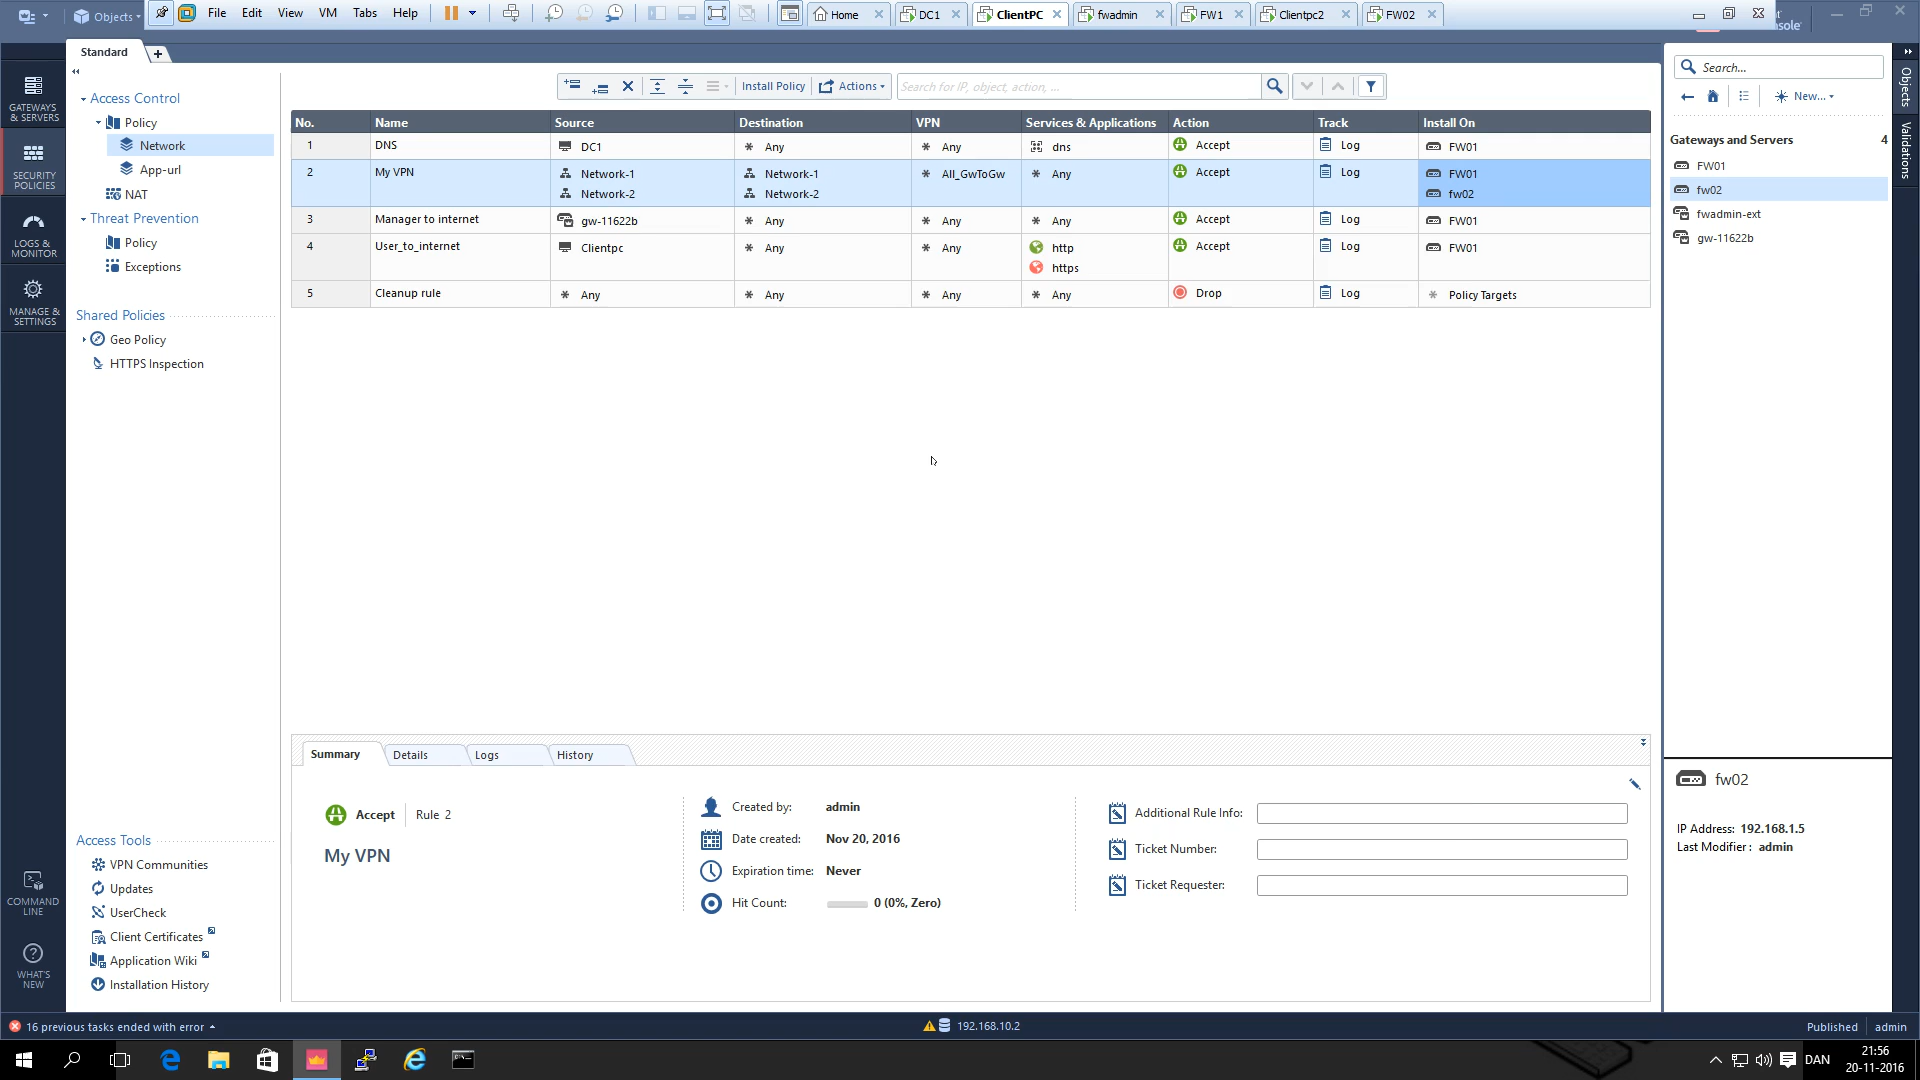 Objects
File Edit View VM Tabs Help
Home
DC1
ClientPC
fwadmin
FW1
Clientpc2
FW02
Standard
GATEWAYS & SERVERS
SECURITY POLICIES
LOGS & MONITOR
MANAGE & SETTINGS
COMMAND LINE
WHAT'S NEW
Access Control
Policy
Network
App-url
NAT
Threat Prevention
Policy
Exceptions
Shared Policies
Geo Policy
HTTPS Inspection
Access Tools
VPN Communities
Updates
UserCheck
Client Certificates
Application Wiki
Installation History
Install Policy Actions Search for IP, object, action, ...
No. Name Source Destination VPN Services & Applications Action Track Install On
1 DNS DC1 Any Any dns Accept Log FW01
2 My VPN Network-1 Network-1 All_GwToGw Any Accept Log FW01
Network-2 Network-2 fw02
3 Manager to internet gw-11622b Any Any Any Accept Log FW01
4 User_to_internet Clientpc Any Any http Accept Log FW01
https
5 Cleanup rule Any Any Any Any Drop Log Policy Targets
Summary Details Logs History
Accept Rule 2
My VPN
Created by: admin
Date created: Nov 20, 2016
Expiration time: Never
Hit Count: 0 (0%, Zero)
Additional Rule Info:
Ticket Number:
Ticket Requester:
Search...
New...
Gateways and Servers 4
FW01
fw02
fwadmin-ext
gw-11622b
fw02
IP Address: 192.168.1.5
Last Modifier : admin
Objects
Validations
16 previous tasks ended with error
192.168.10.2
Published admin
DAN
21:56
20-11-2016